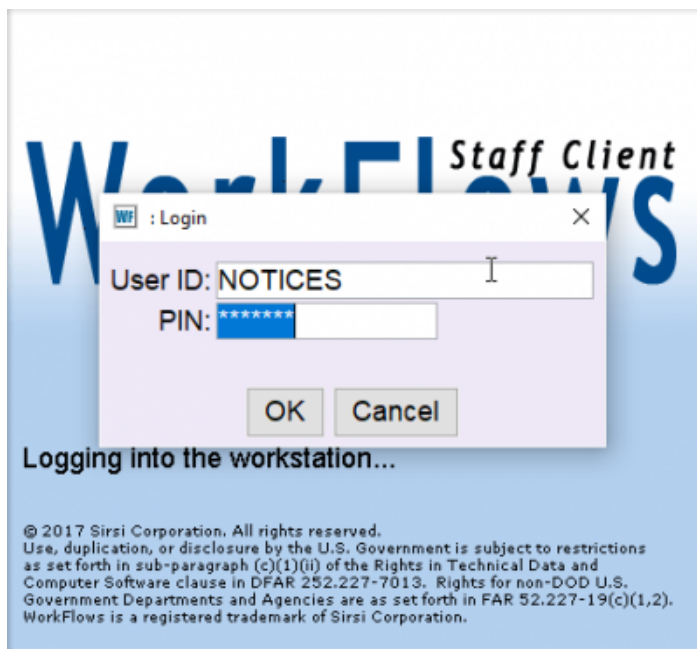 Staff Client
WorkFlows
WF : Login
User ID: NOTICES
PIN: *******
OK Cancel
Logging into the workstation...
© 2017 Sirsi Corporation. All rights reserved.
Use, duplication, or disclosure by the U.S. Government is subject to restrictions
as set forth in sub-paragraph (c)(1)(ii) of the Rights in Technical Data and
Computer Software clause in DFAR 252.227-7013. Rights for non-DOD U.S.
Government Departments and Agencies are as set forth in FAR 52.227-19(c)(1,2).
WorkFlows is a registered trademark of Sirsi Corporation.